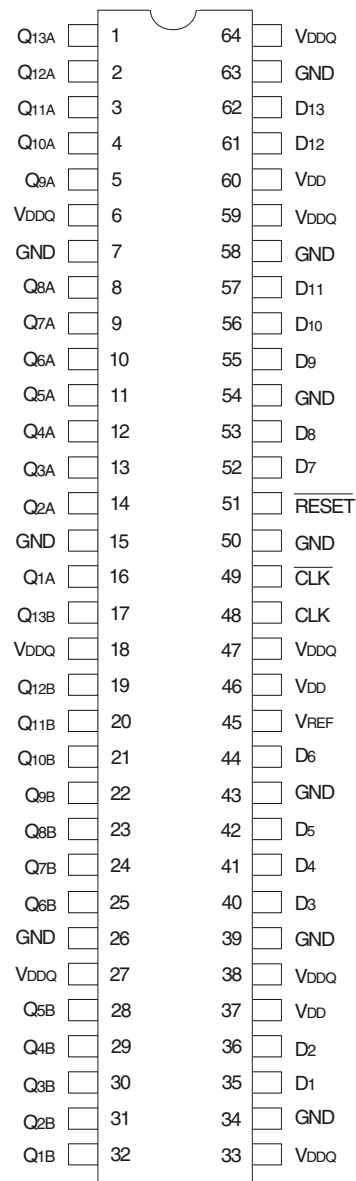 Q13A 1 64 VDDQ
Q12A 2 63 GND
Q11A 3 62 D13
Q10A 4 61 D12
Q9A 5 60 VDD
VDDQ 6 59 VDDQ
GND 7 58 GND
Q8A 8 57 D11
Q7A 9 56 D10
Q6A 10 55 D9
Q5A 11 54 GND
Q4A 12 53 D8
Q3A 13 52 D7
Q2A 14 51 R̅E̅S̅E̅T̅
GND 15 50 GND
Q1A 16 49 C̅L̅K̅
Q13B 17 48 CLK
VDDQ 18 47 VDDQ
Q12B 19 46 VDD
Q11B 20 45 VREF
Q10B 21 44 D6
Q9B 22 43 GND
Q8B 23 42 D5
Q7B 24 41 D4
Q6B 25 40 D3
GND 26 39 GND
VDDQ 27 38 VDDQ
Q5B 28 37 VDD
Q4B 29 36 D2
Q3B 30 35 D1
Q2B 31 34 GND
Q1B 32 33 VDDQ